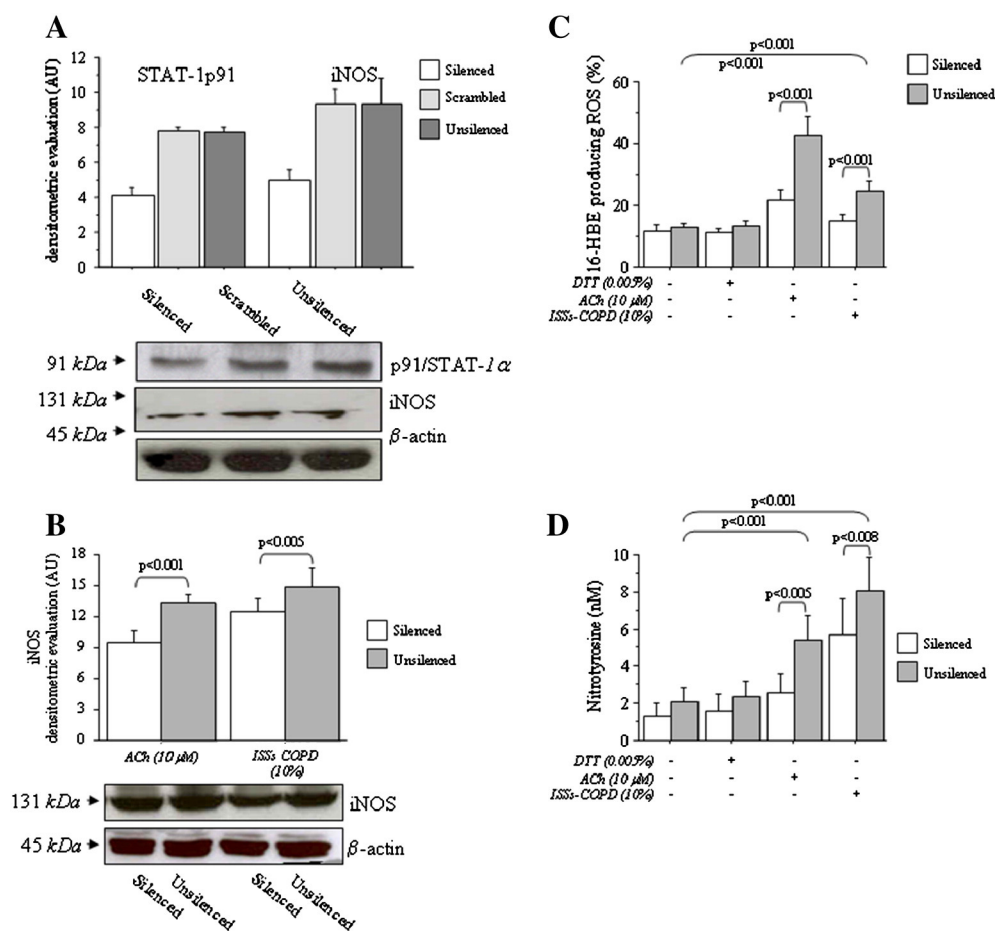 A
densitometric evaluation (AU)
12
10
8
6
4
2
0
STAT-1p91
iNOS
Silenced
Scrambled
Unsilenced
Silenced
Scrambled
Unsilenced
91 kDa
p91/STAT-1α
131 kDa
iNOS
45 kDa
β-actin
B
iNOS
densitometric evaluation (AU)
18
15
12
9
6
3
0
p<0.001
p<0.005
Silenced
Unsilenced
ACh (10 μM)
ISSs COPD
(10%)
131 kDa
iNOS
45 kDa
β-actin
Silenced
Unsilenced
Silenced
Unsilenced
C
16-HBE producing ROS (%)
60
40
20
0
p<0.001
p<0.001
p<0.001
p<0.001
Silenced
Unsilenced
DTT (0.005%) - + - -
ACh (10 μM) - - + -
ISSs-COPD (10%) - - - +
D
Nitrotyrosine (nM)
10
8
6
4
2
0
p<0.001
p<0.001
p<0.008
p<0.005
Silenced
Unsilenced
DTT (0.005%) - + - -
ACh (10 μM) - - + -
ISSs-COPD (10%) - - - +